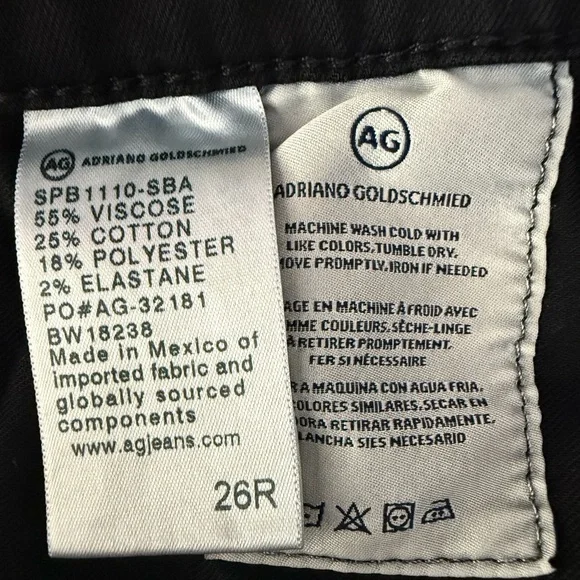 AG ADRIANO GOLDSCHMIED
SPB1110-SBA
55% VISCOSE
25% COTTON
18% POLYESTER
2% ELASTANE
PO#AG-32181
BW18238
Made in Mexico of
imported fabric and
globally sourced
components
www.agjeans.com
26R
AG
ADRIANO GOLDSCHMIED
MACHINE WASH COLD WITH
LIKE COLORS,TUMBLE DRY,
PROMPTLY,IRON IF NEEDED
EN MACHINE À FROID AVEC
COULEURS, SÈCHE-LINGE
À RETIRER PROMPTEMENT,
FER SI NÉCESSAIRE
A MAQUINA CON AGUA FRIA,
COLORES SIMILARES, SECAR EN
RETIRAR RAPIDAMENTE,
SIES NECESARIO